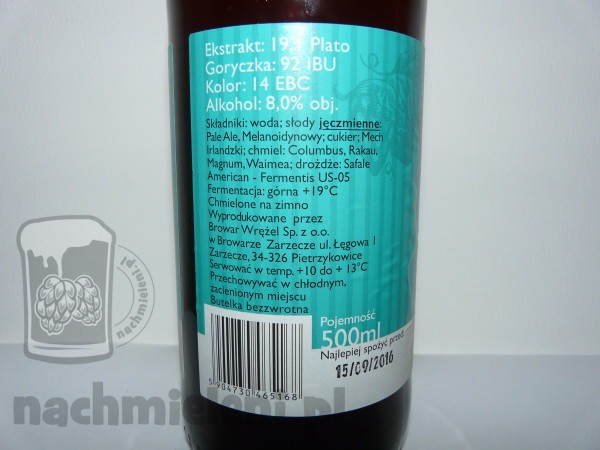 Ekstrakt: 19,1 Plato
Goryczka: 92 IBU
Kolor: 14 EBC
Alkohol: 8,0% obj.
Składniki: woda; słody jęczmienne:
Pale Ale, Melanoidynowy; cukier; Mech
Irlandzki; chmiel: Columbus, Rakau,
Magnum, Waimea; drożdże: Safale
American - Fermentis US-05
Fermentacja: górna +19°C
Chmielone na zimno
Wyprodukowane przez
Browar Wrężel Sp. z o.o.
w Browarze Zarzecze ul. Łęgowa 1
Zarzecze, 34-326 Pietrzykowice
Serwować w temp. +10 do + 13°C
Przechowywać w chłodnym,
zacienionym miejscu
Butelka bezzwrotna
Pojemność
500ml
Najlepiej spożyć przed
15/09/2016
5 904730 465168
nachmieleni.pl
nachmieleni.pl